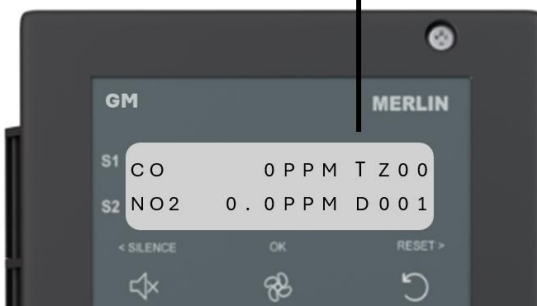 GM MERLIN
S1 CO 0PPM TZ00
S2 NO2 0.0PPM D001
< SILENCE OK RESET >